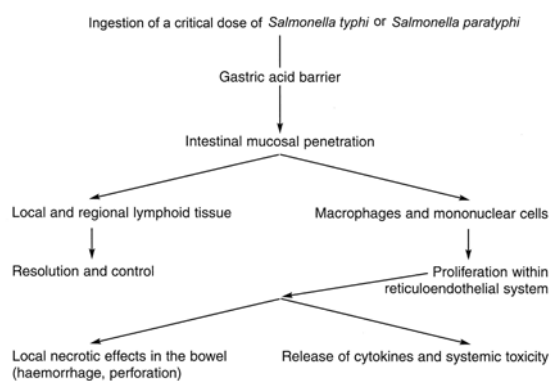 Ingestion of a critical dose of Salmonella typhi or Salmonella paratyphi
Gastric acid barrier
Intestinal mucosal penetration
Local and regional lymphoid tissue
Macrophages and mononuclear cells
Resolution and control
Proliferation within
reticuloendothelial system
Local necrotic effects in the bowel
(haemorrhage, perforation)
Release of cytokines and systemic toxicity